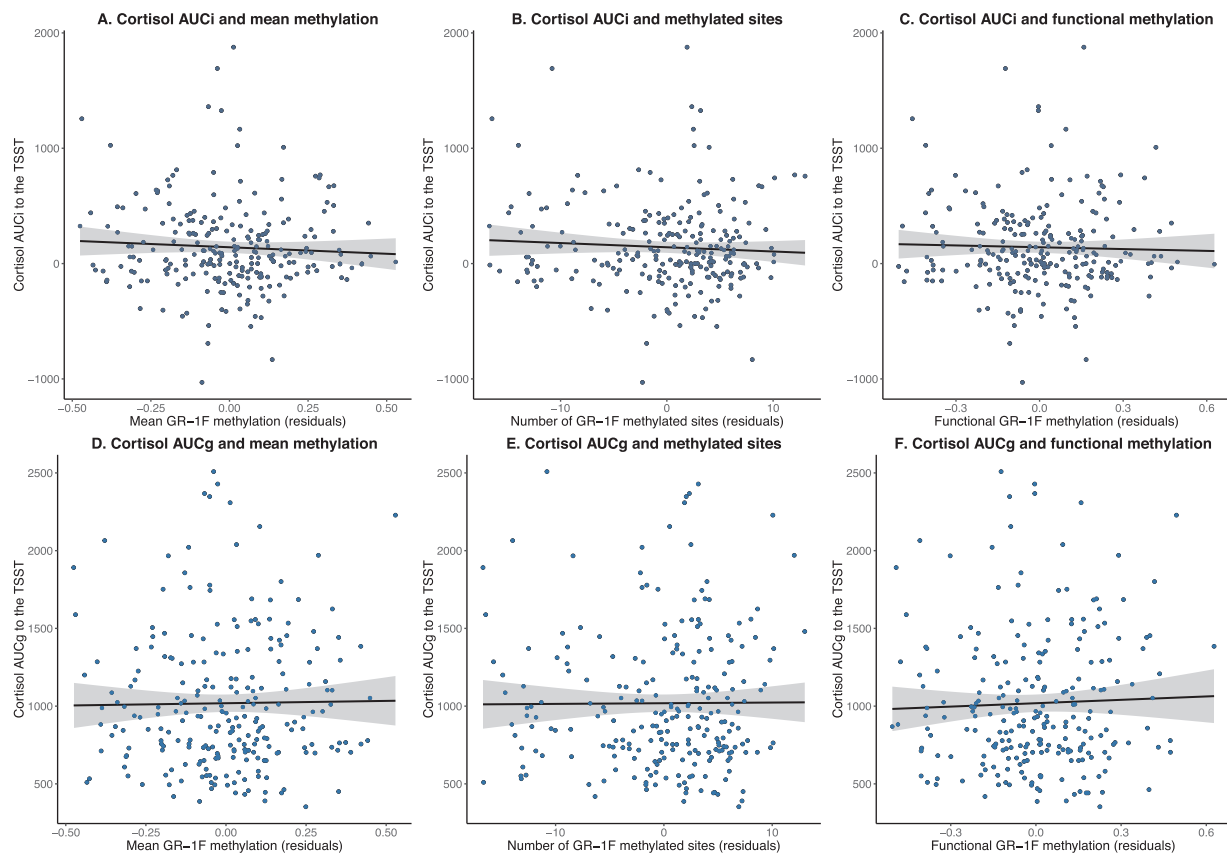 A. Cortisol AUCi and mean methylation
B. Cortisol AUCi and methylated sites
C. Cortisol AUCi and functional methylation
Cortisol AUCi to the TSST
2000
1000
0
−1000
−0.50
−0.25
0.00
0.25
0.50
Mean GR−1F methylation (residuals)
Cortisol AUCi to the TSST
−10
0
10
Number of GR−1F methylated sites (residuals)
Cortisol AUCi to the TSST
2000
1000
0
−1000
−0.3
0.0
0.3
0.6
Functional GR−1F methylation (residuals)
D. Cortisol AUCg and mean methylation
E. Cortisol AUCg and methylated sites
F. Cortisol AUCg and functional methylation
Cortisol AUCg to the TSST
2500
2000
1500
1000
500
−0.50
−0.25
0.00
0.25
0.50
Mean GR−1F methylation (residuals)
Cortisol AUCg to the TSST
2500
2000
1500
1000
500
−10
0
10
Number of GR−1F methylated sites (residuals)
Cortisol AUCg to the TSST
2500
2000
1500
1000
500
−0.3
0.0
0.3
0.6
Functional GR−1F methylation (residuals)